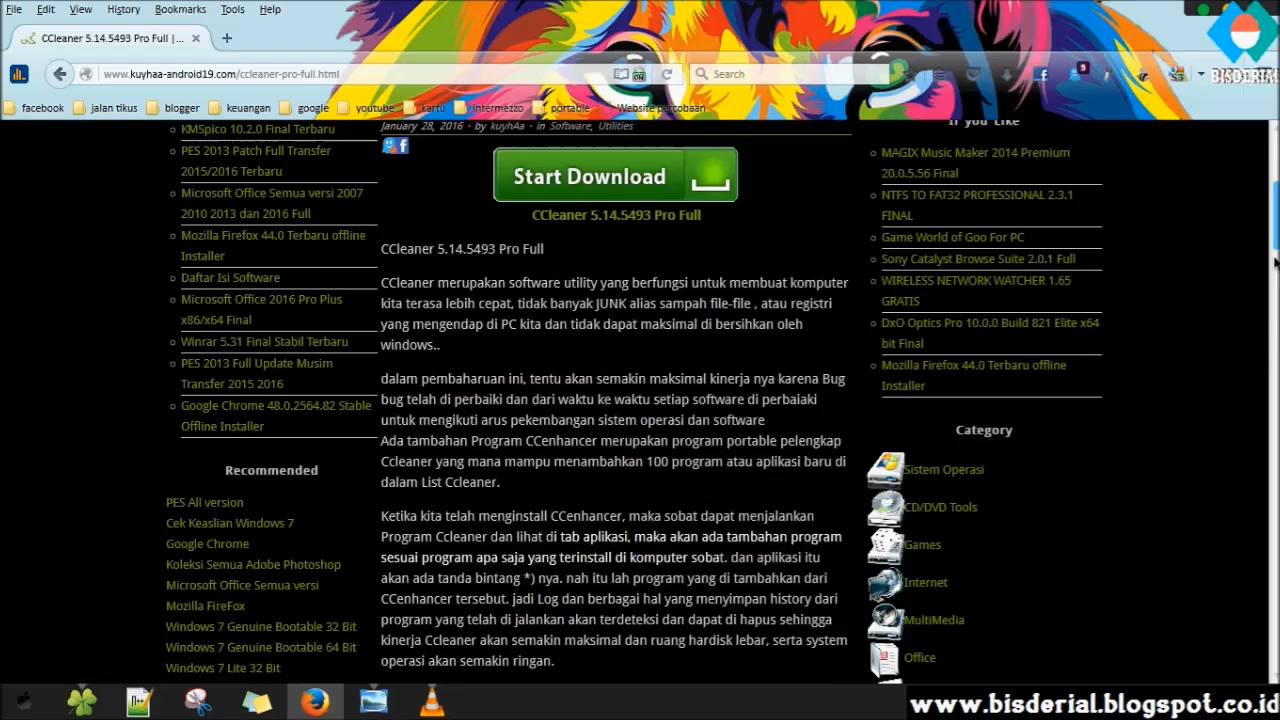 File Edit View History Bookmarks Tools Help
CCleaner 5.14.5493 Pro Full |...
www.kuyhaa-android19.com/ccleaner-pro-full.html
Search
BISDERIAL
facebook jalan tikus blogger keuangan google youtube kartu intermezzo portable Website percobaan
KMSpico 10.2.0 Final Terbaru
PES 2013 Patch Full Transfer
2015/2016 Terbaru
Microsoft Office Semua versi 2007
2010 2013 dan 2016 Full
Mozilla Firefox 44.0 Terbaru offline
Installer
Daftar Isi Software
Microsoft Office 2016 Pro Plus
x86/x64 Final
Winrar 5.31 Final Stabil Terbaru
PES 2013 Full Update Musim
Transfer 2015 2016
Google Chrome 48.0.2564.82 Stable
Offline Installer
Recommended
PES All version
Cek Keaslian Windows 7
Google Chrome
Koleksi Semua Adobe Photoshop
Microsoft Office Semua versi
Mozilla FireFox
Windows 7 Genuine Bootable 32 Bit
Windows 7 Genuine Bootable 64 Bit
Windows 7 Lite 32 Bit
January 28, 2016 · by kuyhAa · in Software, Utilities
Start Download
CCleaner 5.14.5493 Pro Full
CCleaner 5.14.5493 Pro Full
CCleaner merupakan software utility yang berfungsi untuk membuat komputer
kita terasa lebih cepat, tidak banyak JUNK alias sampah file-file , atau registri
yang mengendap di PC kita dan tidak dapat maksimal di bersihkan oleh
windows..
dalam pembaharuan ini, tentu akan semakin maksimal kinerja nya karena Bug
bug telah di perbaiki dan dari waktu ke waktu setiap software di perbaiaki
untuk mengikuti arus pekembangan sistem operasi dan software
Ada tambahan Program CCenhancer merupakan program portable pelengkap
Ccleaner yang mana mampu menambahkan 100 program atau aplikasi baru di
dalam List Ccleaner.
Ketika kita telah menginstall CCenhancer, maka sobat dapat menjalankan
Program Ccleaner dan lihat di tab aplikasi, maka akan ada tambahan program
sesuai program apa saja yang terinstall di komputer sobat. dan aplikasi itu
akan ada tanda bintang *) nya. nah itu lah program yang di tambahkan dari
CCenhancer tersebut. jadi Log dan berbagai hal yang menyimpan history dari
program yang telah di jalankan akan terdeteksi dan dapat di hapus sehingga
kinerja Ccleaner akan semakin maksimal dan ruang hardisk lebar, serta system
operasi akan semakin ringan.
If you Like
MAGIX Music Maker 2014 Premium
20.0.5.56 Final
NTFS TO FAT32 PROFESSIONAL 2.3.1
FINAL
Game World of Goo For PC
Sony Catalyst Browse Suite 2.0.1 Full
WIRELESS NETWORK WATCHER 1.65
GRATIS
DxO Optics Pro 10.0.0 Build 821 Elite x64
bit Final
Mozilla Firefox 44.0 Terbaru offline
Installer
Category
Sistem Operasi
CD/DVD Tools
Games
Internet
MultiMedia
Office
www.bisderial.blogspot.co.id